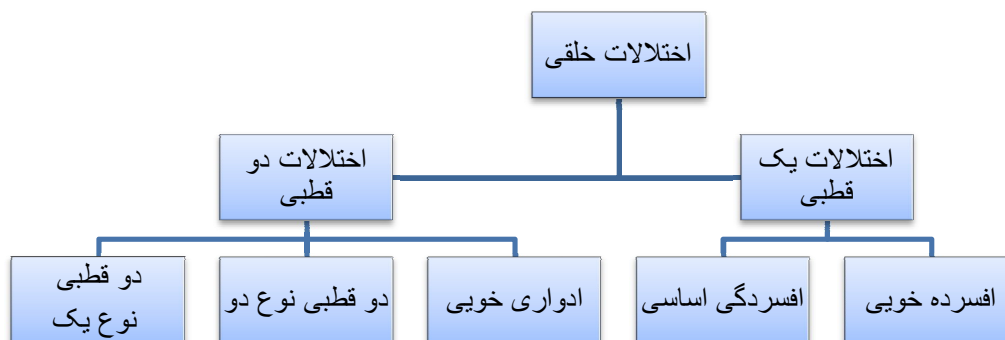 اختلالات خلقی
اختلالات یک
قطبی
اختلالات دو
قطبی
افسرده خویی
افسردگی اساسی
ادواری خویی
دو قطبی نوع دو
دو قطبی
نوع یک